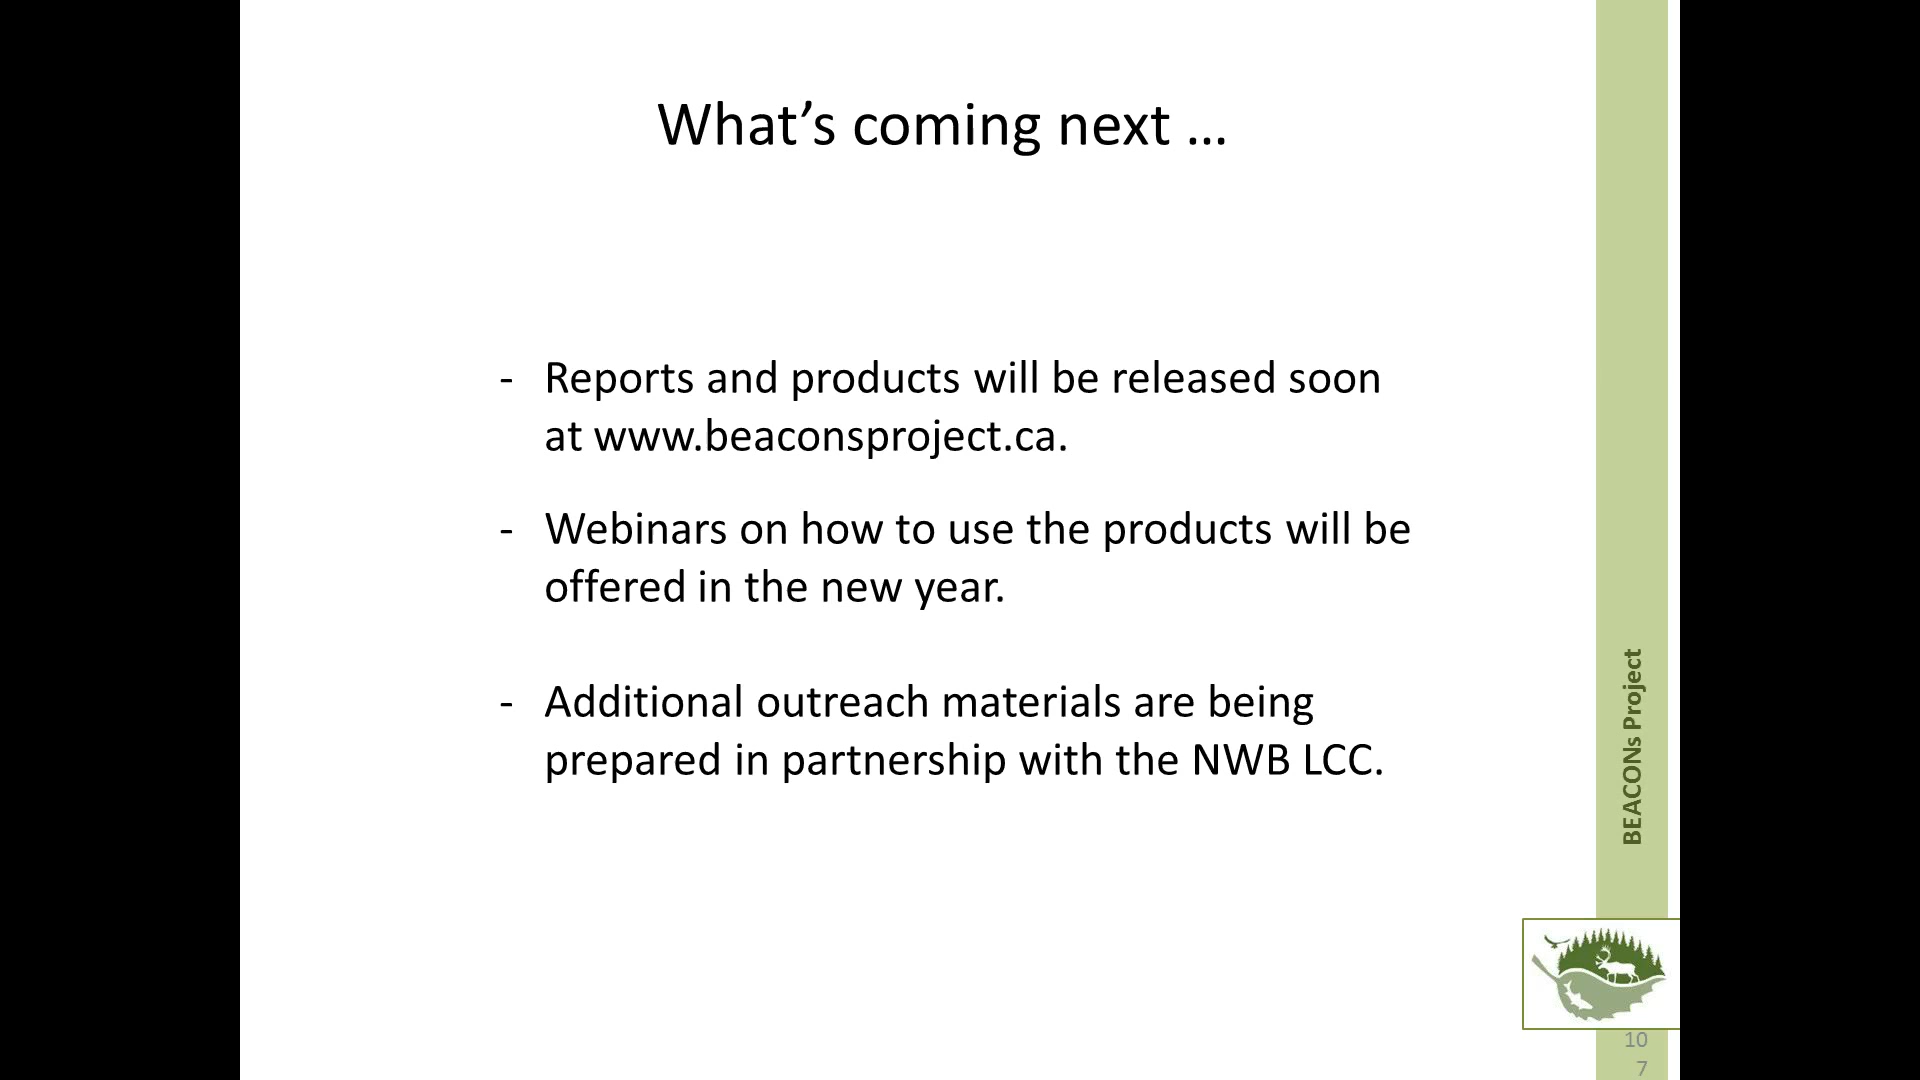 What's coming next ...
- Reports and products will be released soon
at www.beaconsproject.ca.
- Webinars on how to use the products will be
offered in the new year.
- Additional outreach materials are being
prepared in partnership with the NWB LCC.
BEACONs Project
10
7